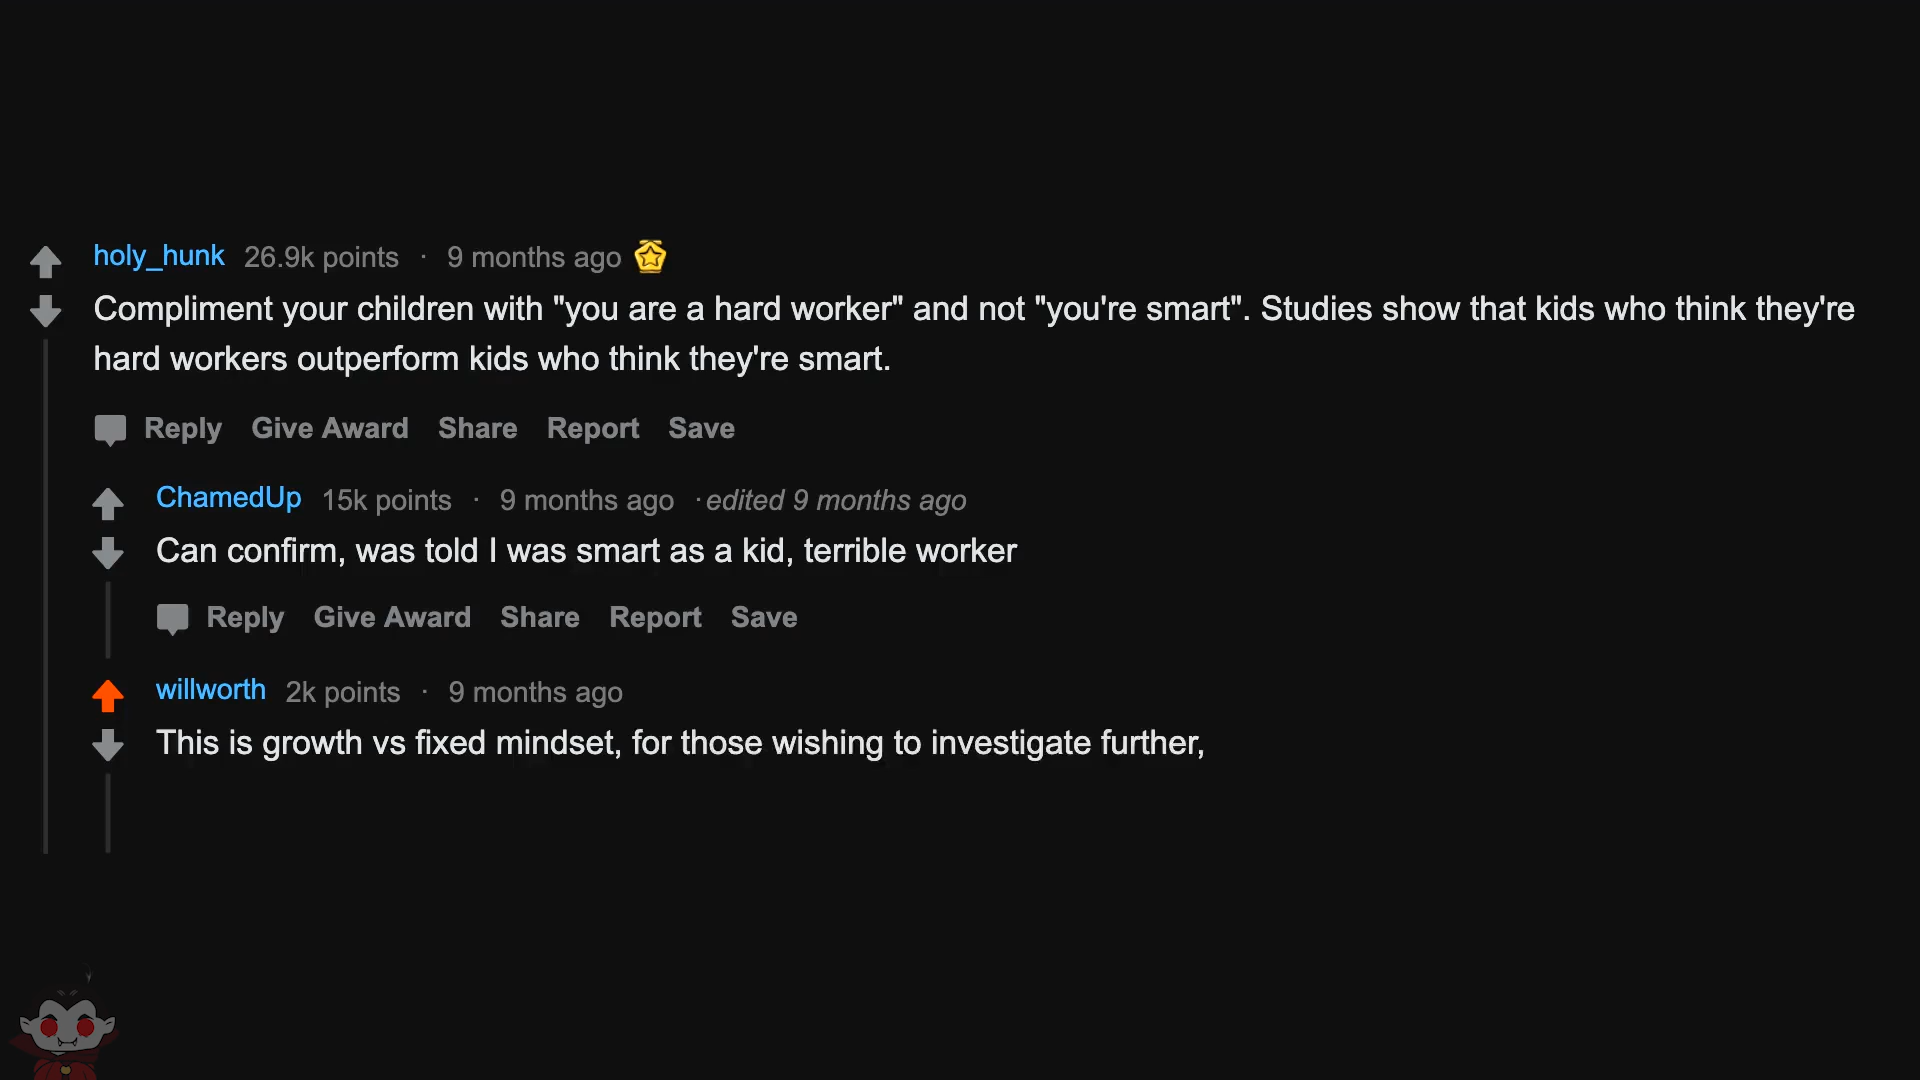 holy_hunk 26.9k points · 9 months ago
Compliment your children with "you are a hard worker" and not "you're smart". Studies show that kids who think they're
hard workers outperform kids who think they're smart.
Reply Give Award Share Report Save
ChamedUp 15k points · 9 months ago · edited 9 months ago
Can confirm, was told I was smart as a kid, terrible worker
Reply Give Award Share Report Save
willworth 2k points · 9 months ago
This is growth vs fixed mindset, for those wishing to investigate further,